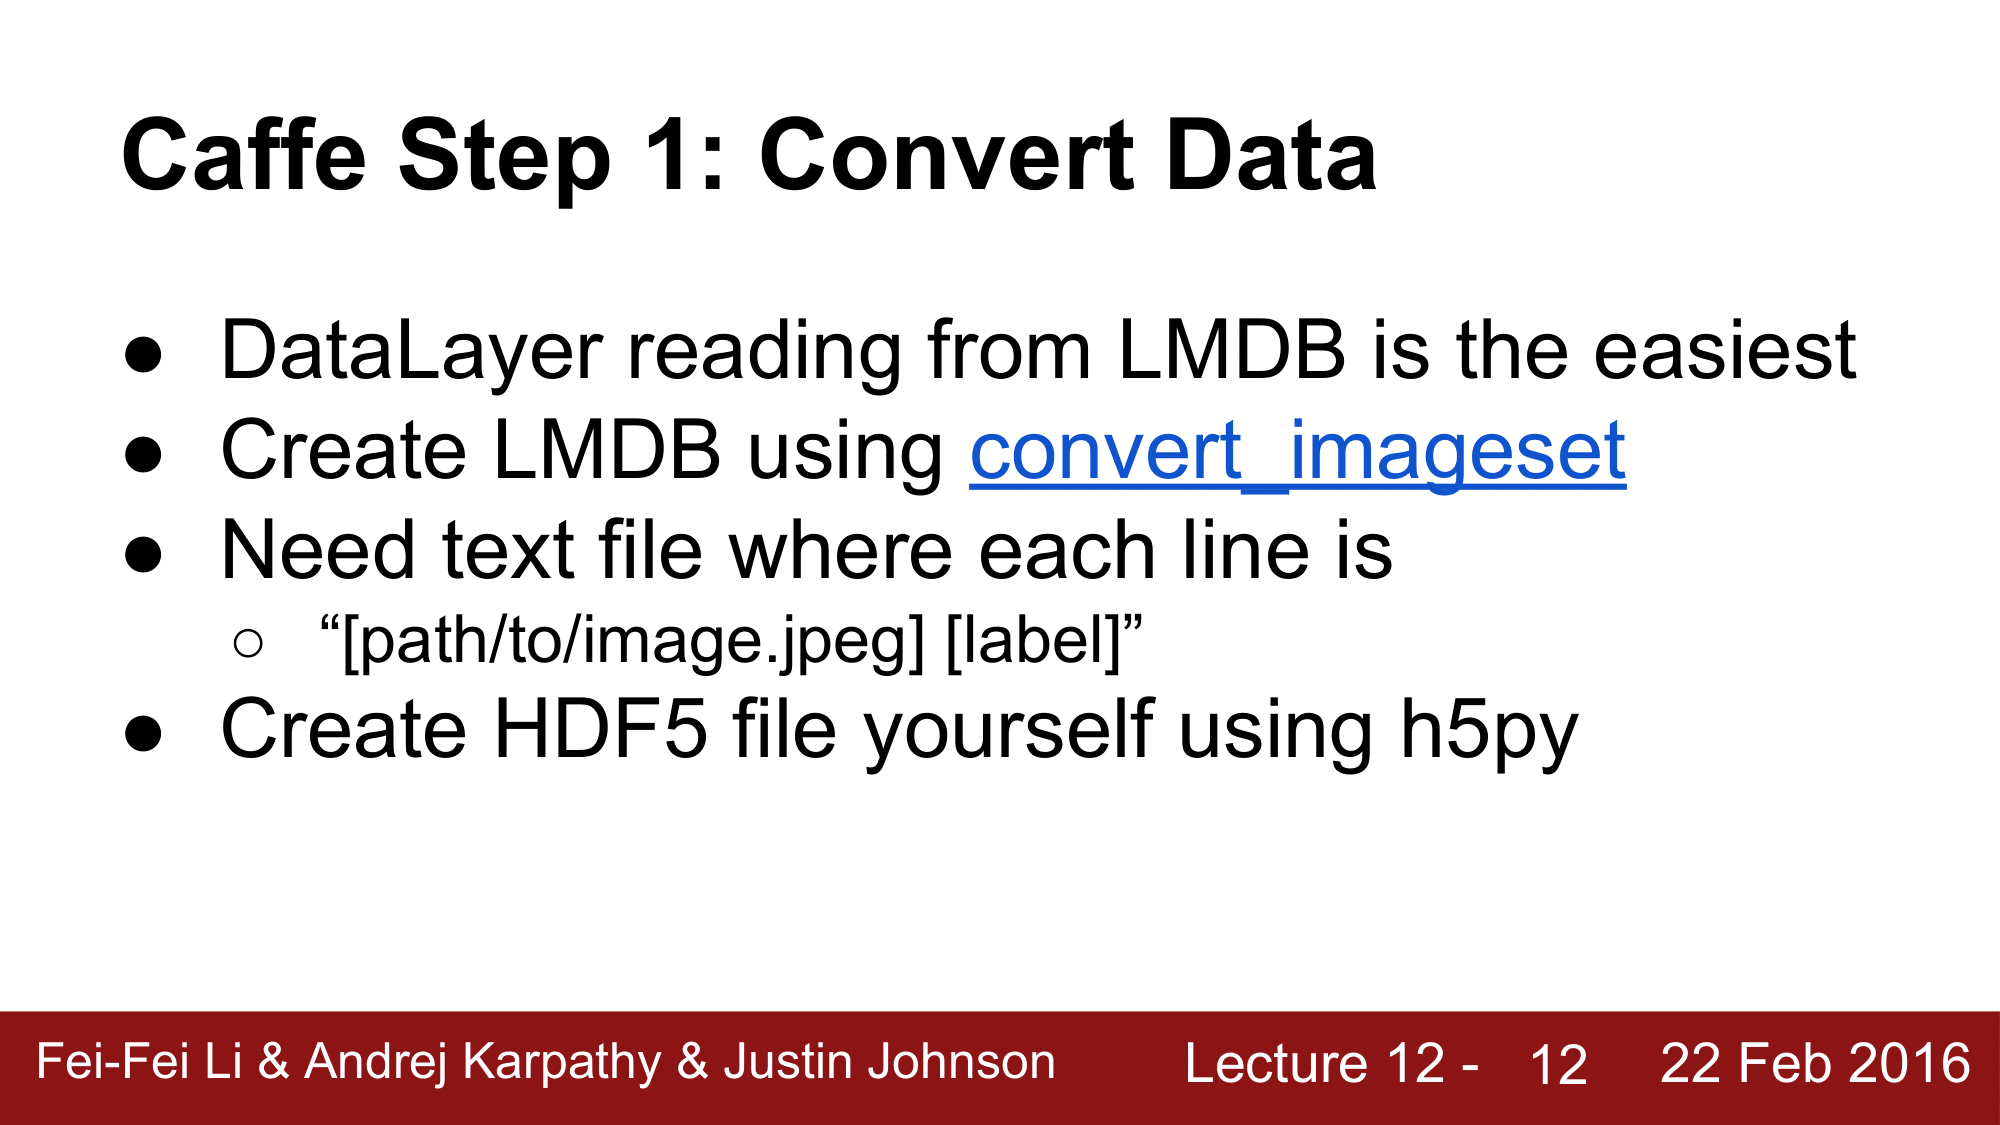 Caffe Step 1: Convert Data
● DataLayer reading from LMDB is the easiest
● Create LMDB using convert_imageset
● Need text file where each line is
○ “[path/to/image.jpeg] [label]”
● Create HDF5 file yourself using h5py
Fei-Fei Li & Andrej Karpathy & Justin Johnson Lecture 12 - 12 22 Feb 2016